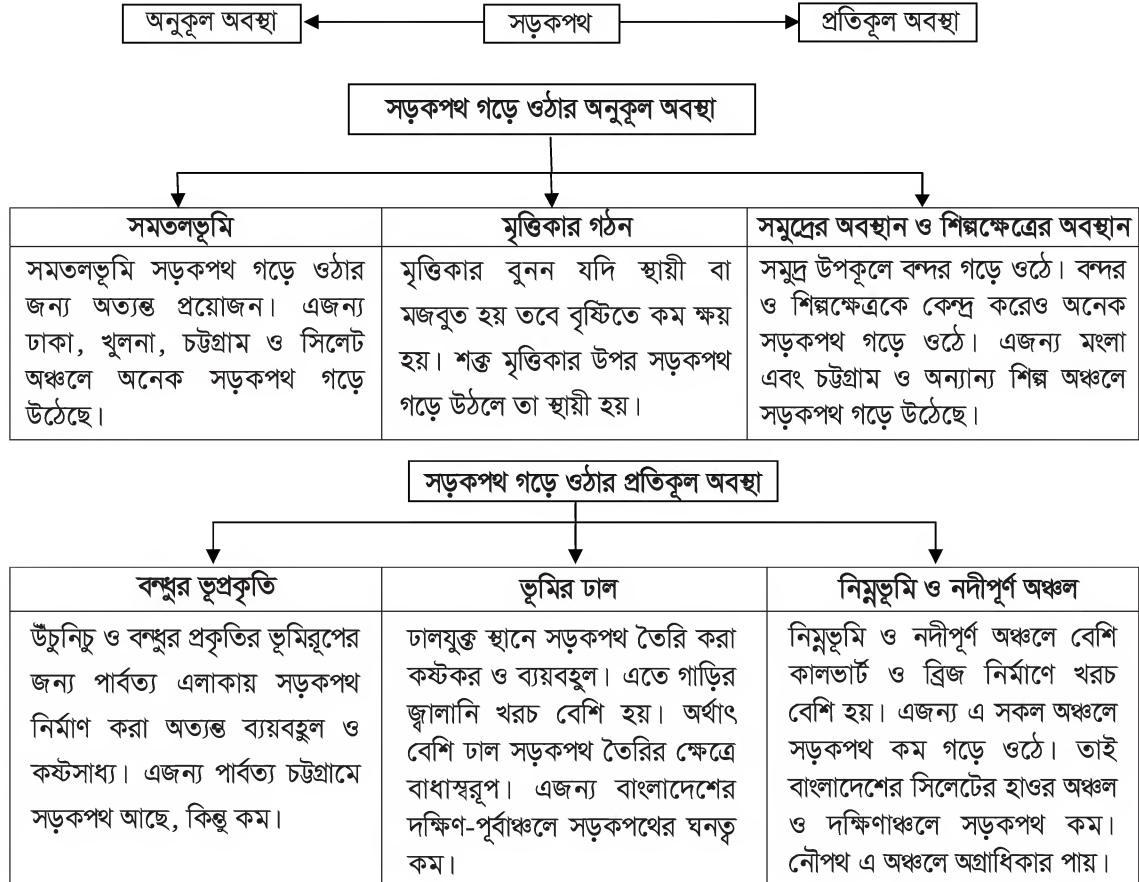 অনুকূল অবস্থা সড়কপথ প্রতিকূল অবস্থা
সড়কপথ গড়ে ওঠার অনুকূল অবস্থা
সমতলভূমি
সমতলভূমি সড়কপথ গড়ে ওঠার
জন্য অত্যন্ত প্রয়োজন। এজন্য
ঢাকা, খুলনা, চট্টগ্রাম ও সিলেট
অঞ্চলে অনেক সড়কপথ গড়ে
উঠেছে।
মৃত্তিকার গঠন
মৃত্তিকার বুনন যদি স্থায়ী বা
মজবুত হয় তবে বৃষ্টিতে কম ক্ষয়
হয়। শক্ত মৃত্তিকার উপর সড়কপথ
গড়ে উঠলে তা স্থায়ী হয়।
সমুদ্রের অবস্থান ও শিল্পক্ষেত্রের অবস্থান
সমুদ্র উপকূলে বন্দর গড়ে ওঠে। বন্দর
ও শিল্পক্ষেত্রকে কেন্দ্র করেও অনেক
সড়কপথ গড়ে ওঠে। এজন্য মংলা
এবং চট্টগ্রাম ও অন্যান্য শিল্প অঞ্চলে
সড়কপথ গড়ে উঠেছে।
সড়কপথ গড়ে ওঠার প্রতিকূল অবস্থা
বন্ধুর ভূপ্রকৃতি
উঁচুনিচু ও বন্ধুর প্রকৃতির ভূমিরূপের
জন্য পার্বত্য এলাকায় সড়কপথ
নির্মাণ করা অত্যন্ত ব্যয়বহুল ও
কষ্টসাধ্য। এজন্য পার্বত্য চট্টগ্রামে
সড়কপথ আছে, কিন্তু কম।
ভূমির ঢাল
ঢালযুক্ত স্থানে সড়কপথ তৈরি করা
কষ্টকর ও ব্যয়বহুল। এতে গাড়ির
জ্বালানি খরচ বেশি হয়। অর্থাৎ
বেশি ঢাল সড়কপথ তৈরির ক্ষেত্রে
বাধাস্বরূপ। এজন্য বাংলাদেশের
দক্ষিণ-পূর্বাঞ্চলে সড়কপথের ঘনত্ব
কম।
নিম্নভূমি ও নদীপূর্ণ অঞ্চল
নিম্নভূমি ও নদীপূর্ণ অঞ্চলে বেশি
কালভার্ট ও ব্রিজ নির্মাণে খরচ
বেশি হয়। এজন্য এ সকল অঞ্চলে
সড়কপথ কম গড়ে ওঠে। তাই
বাংলাদেশের সিলেটের হাওর অঞ্চল
ও দক্ষিণাঞ্চলে সড়কপথ কম।
নৌপথ এ অঞ্চলে অগ্রাধিকার পায়।